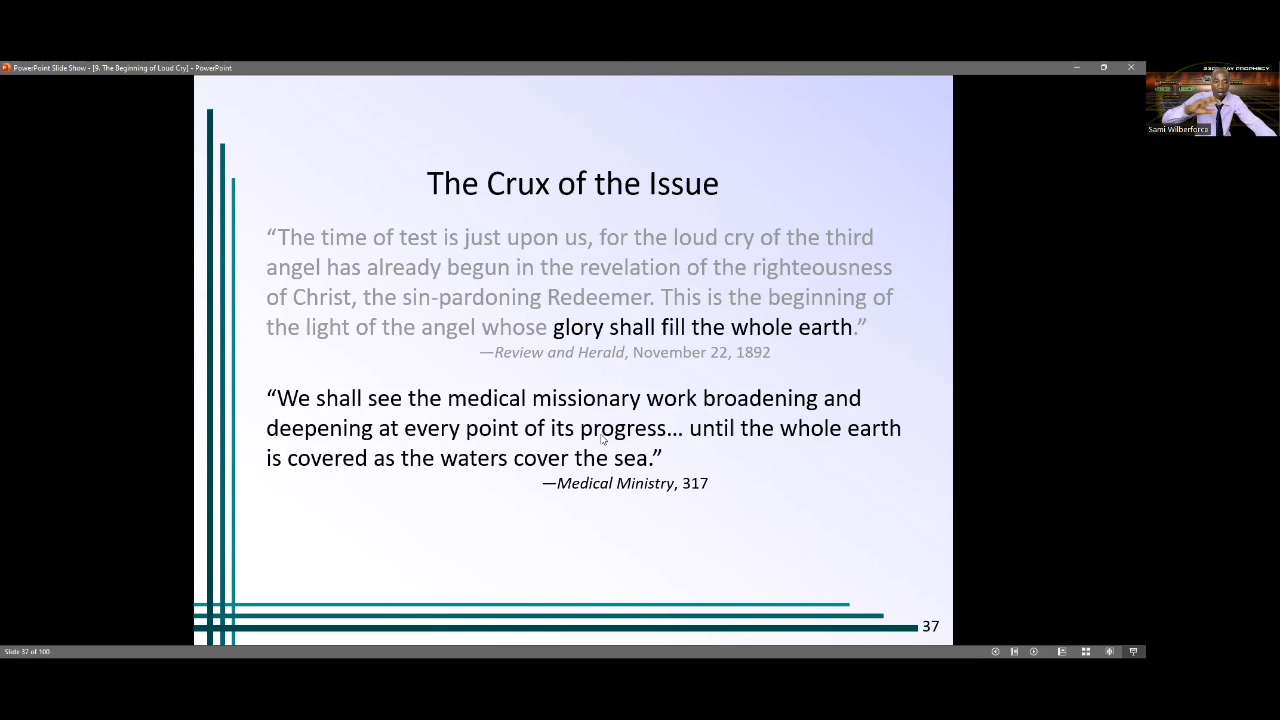 PowerPoint Slide Show - [9. The Beginning of Loud Cry] - PowerPoint
Sami Wilberforce
The Crux of the Issue
“The time of test is just upon us, for the loud cry of the third
angel has already begun in the revelation of the righteousness
of Christ, the sin-pardoning Redeemer. This is the beginning of
the light of the angel whose glory shall fill the whole earth.”
—Review and Herald, November 22, 1892
“We shall see the medical missionary work broadening and
deepening at every point of its progress… until the whole earth
is covered as the waters cover the sea.”
—Medical Ministry, 317
37
Slide 37 of 100